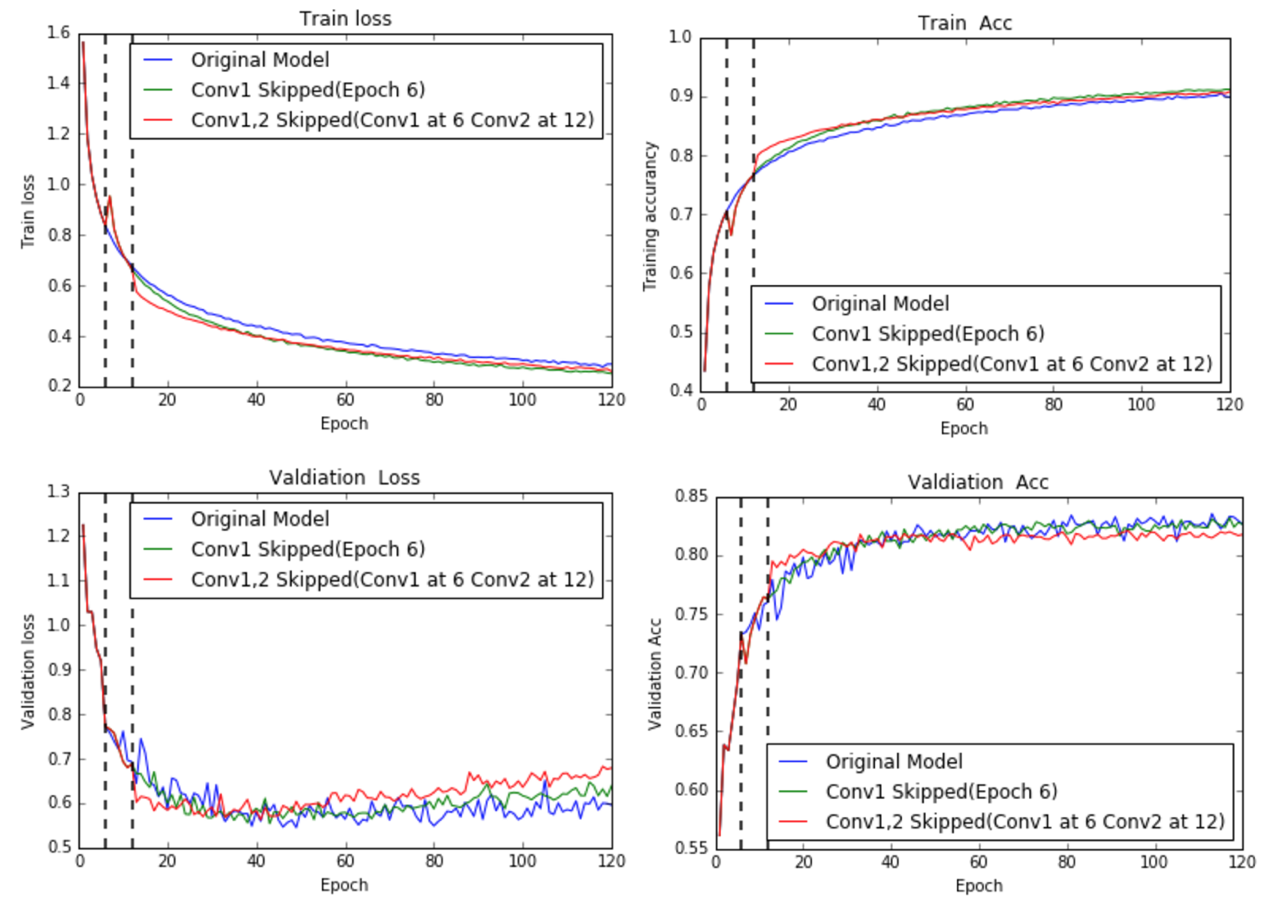 Train loss
1.6
1.4
1.2
1.0
0.8
0.6
0.4
0.2
Train loss
Original Model
Conv1 Skipped(Epoch 6)
Conv1,2 Skipped(Conv1 at 6 Conv2 at 12)
0 20 40 60 80 100 120
Epoch
Train Acc
1.0
0.9
0.8
0.7
0.6
0.5
0.4
Training accurancy
Original Model
Conv1 Skipped(Epoch 6)
Conv1,2 Skipped(Conv1 at 6 Conv2 at 12)
0 20 40 60 80 100 120
Epoch
Valdiation Loss
1.3
1.2
1.1
1.0
0.9
0.8
0.7
0.6
0.5
Validation loss
Original Model
Conv1 Skipped(Epoch 6)
Conv1,2 Skipped(Conv1 at 6 Conv2 at 12)
0 20 40 60 80 100 120
Epoch
Valdiation Acc
0.85
0.80
0.75
0.70
0.65
0.60
0.55
Validation Acc
Original Model
Conv1 Skipped(Epoch 6)
Conv1,2 Skipped(Conv1 at 6 Conv2 at 12)
0 20 40 60 80 100 120
Epoch